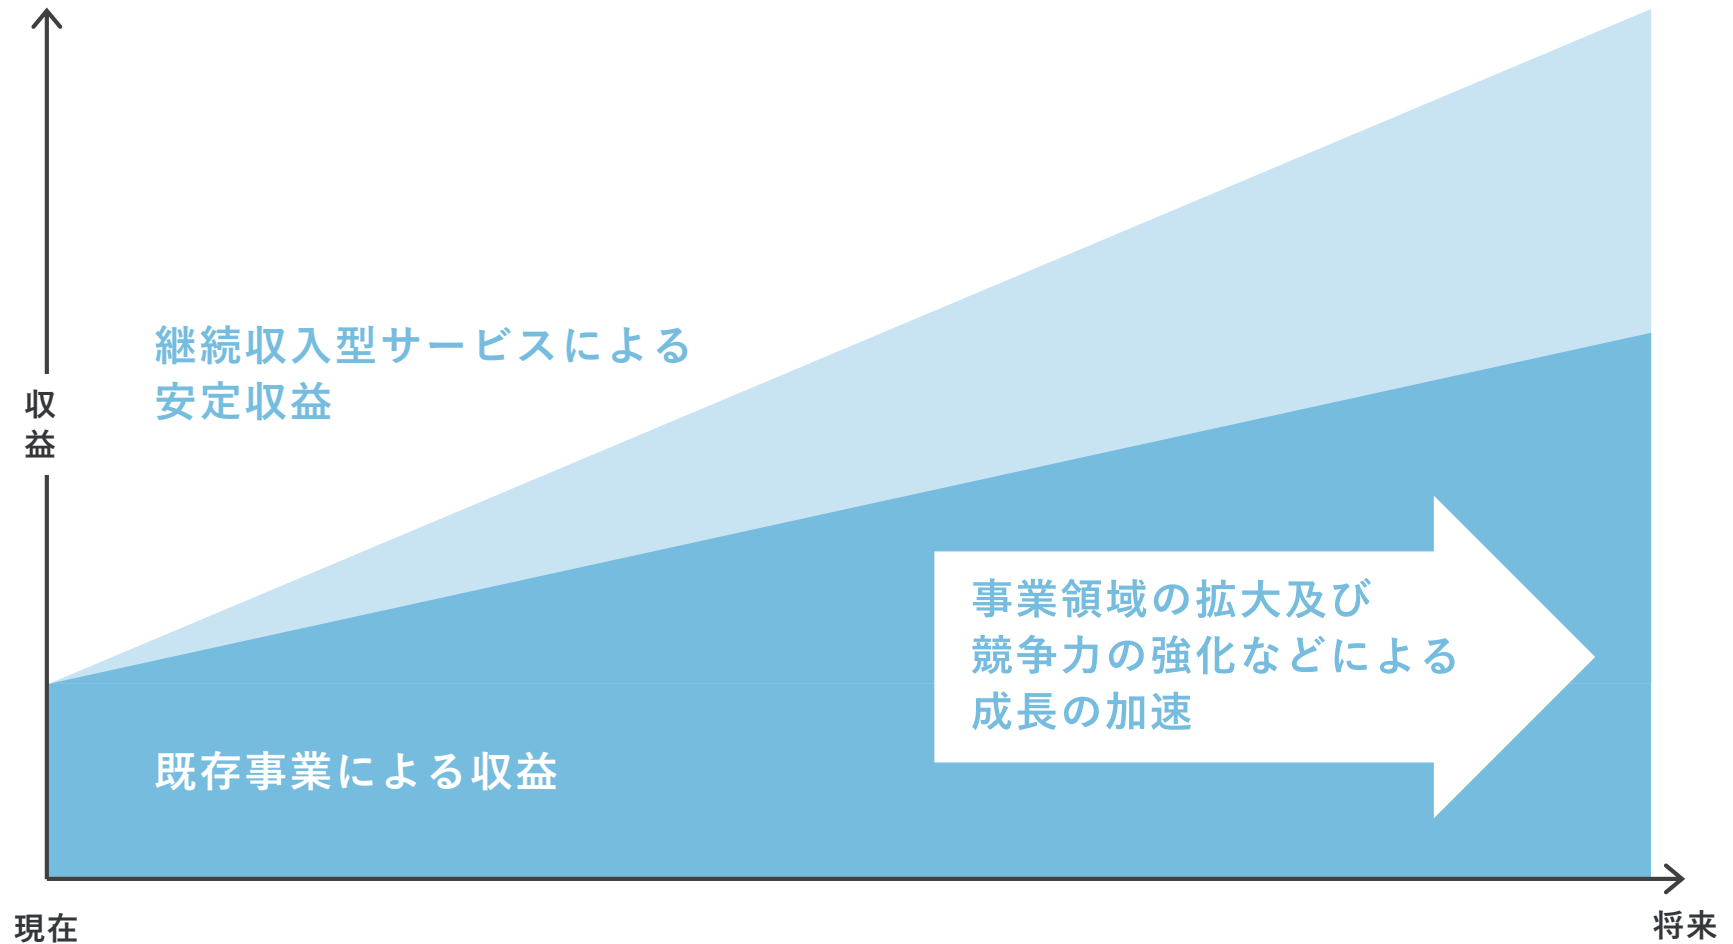 継続収入型サービスによる
安定収益
収益
事業領域の拡大及び
競争力の強化などによる
成長の加速
既存事業による収益
現在
将来